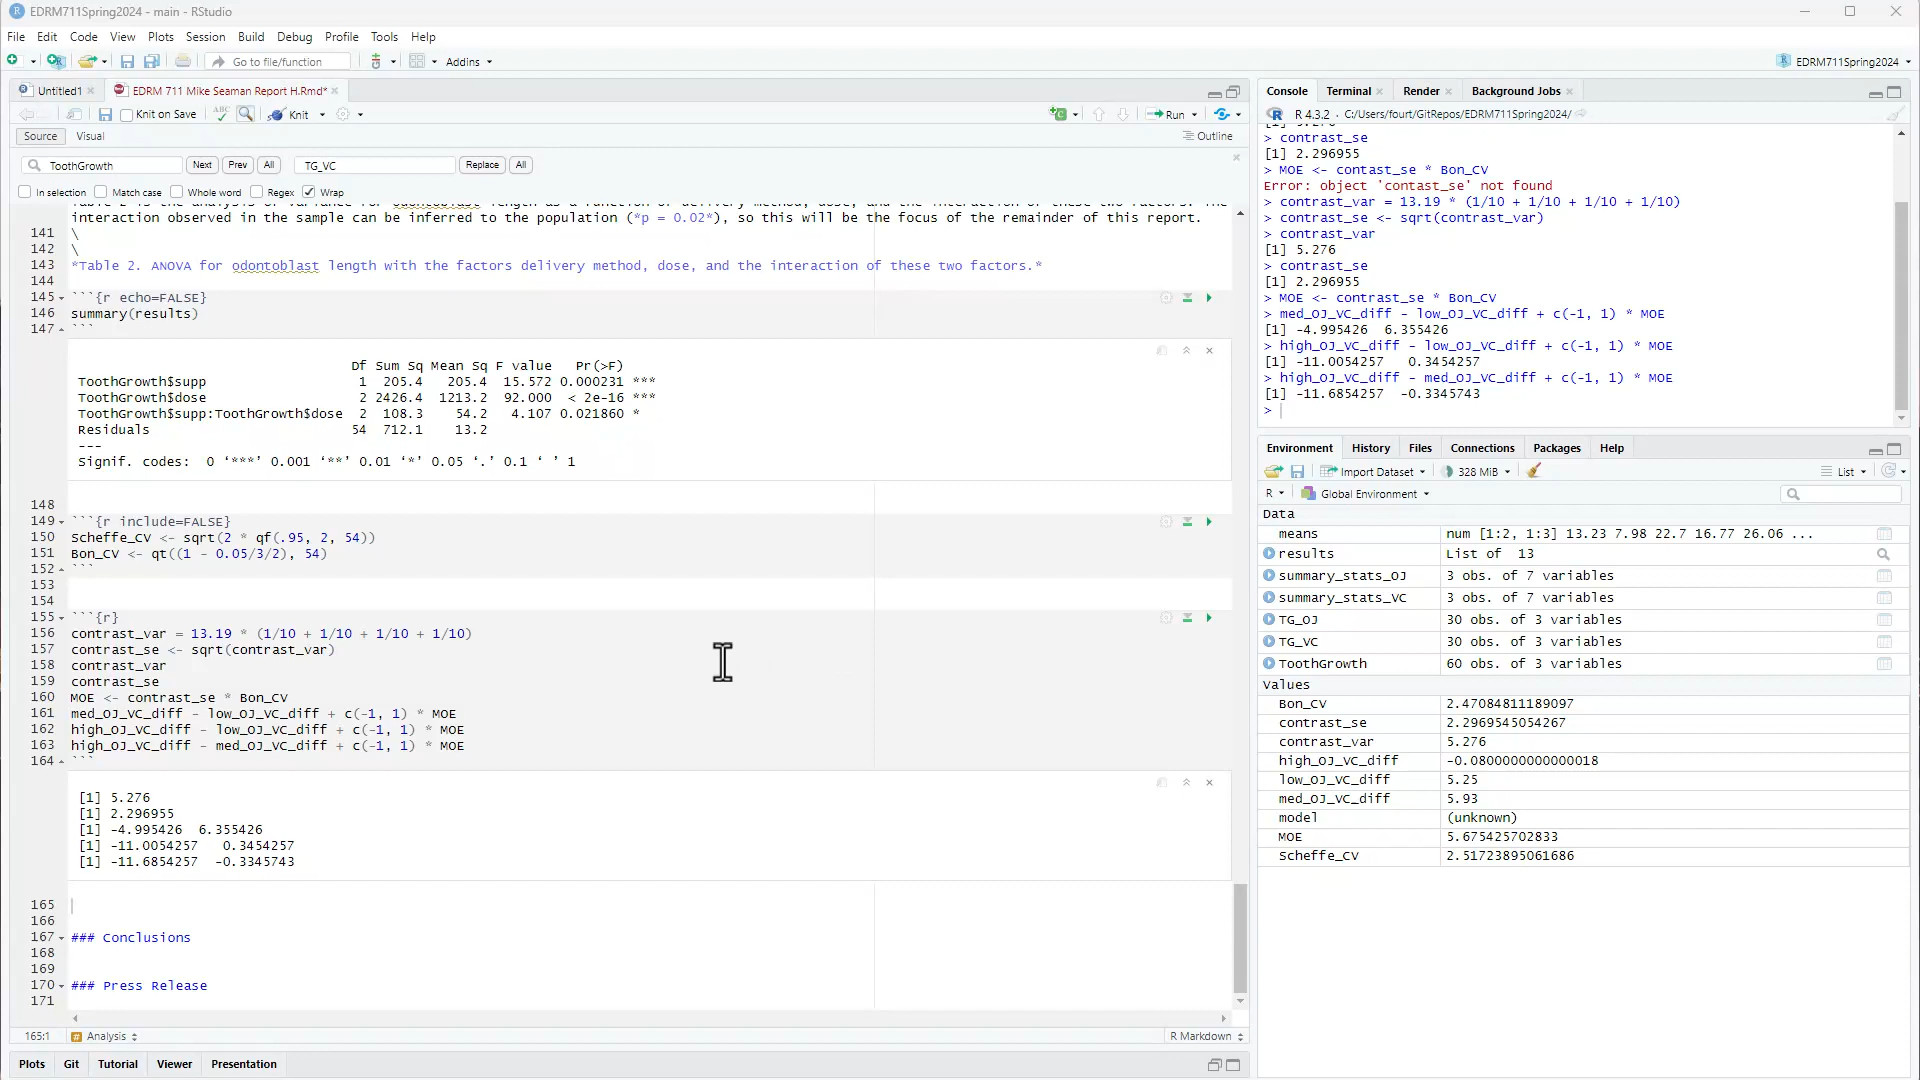 EDRM711Spring2024 - main - RStudio
File Edit Code View Plots Session Build Debug Profile Tools Help
Go to file/function Addins EDRM711Spring2024
Untitled1 EDRM 711 Mike Seaman Report H.Rmd*
Knit on Save Knit Run
Source Visual Outline
ToothGrowth Next Prev All TG_VC Replace All
In selection Match case Whole word Regex Wrap
interaction observed in the sample can be inferred to the population (*p = 0.02*), so this will be the focus of the remainder of this report.
141 \
142 \
143 *Table 2. ANOVA for odontoblast length with the factors delivery method, dose, and the interaction of these two factors.*
144
145 ```{r echo=FALSE}
146 summary(results)
147 ```
Df Sum Sq Mean Sq F value Pr(>F)
ToothGrowth$supp 1 205.4 205.4 15.572 0.000231 ***
ToothGrowth$dose 2 2426.4 1213.2 92.000 < 2e-16 ***
ToothGrowth$supp:ToothGrowth$dose 2 108.3 54.2 4.107 0.021860 *
Residuals 54 712.1 13.2
---
Signif. codes: 0 ‘***’ 0.001 ‘**’ 0.01 ‘*’ 0.05 ‘.’ 0.1 ‘ ’ 1
148
149 ```{r include=FALSE}
150 Scheffe_CV <- sqrt(2 * qf(.95, 2, 54))
151 Bon_CV <- qt((1 - 0.05/3/2), 54)
152 ```
153
154
155 ```{r}
156 contrast_var = 13.19 * (1/10 + 1/10 + 1/10 + 1/10)
157 contrast_se <- sqrt(contrast_var)
158 contrast_var
159 contrast_se
160 MOE <- contrast_se * Bon_CV
161 med_OJ_VC_diff - low_OJ_VC_diff + c(-1, 1) * MOE
162 high_OJ_VC_diff - low_OJ_VC_diff + c(-1, 1) * MOE
163 high_OJ_VC_diff - med_OJ_VC_diff + c(-1, 1) * MOE
164 ```
[1] 5.276
[1] 2.296955
[1] -4.995426 6.355426
[1] -11.0054257 0.3454257
[1] -11.6854257 -0.3345743
165
166
167 ### Conclusions
168
169
170 ### Press Release
171
165:1 Analysis R Markdown
Plots Git Tutorial Viewer Presentation
Console Terminal Render Background Jobs
R 4.3.2 · C:/Users/fourt/GitRepos/EDRM711Spring2024/
> contrast_se
[1] 2.296955
> MOE <- contast_se * Bon_CV
Error: object 'contast_se' not found
> contrast_var = 13.19 * (1/10 + 1/10 + 1/10 + 1/10)
> contrast_se <- sqrt(contrast_var)
> contrast_var
[1] 5.276
> contrast_se
[1] 2.296955
> MOE <- contrast_se * Bon_CV
> med_OJ_VC_diff - low_OJ_VC_diff + c(-1, 1) * MOE
[1] -4.995426 6.355426
> high_OJ_VC_diff - low_OJ_VC_diff + c(-1, 1) * MOE
[1] -11.0054257 0.3454257
> high_OJ_VC_diff - med_OJ_VC_diff + c(-1, 1) * MOE
[1] -11.6854257 -0.3345743
>
Environment History Files Connections Packages Help
Import Dataset 328 MiB List
R Global Environment
Data
means num [1:2, 1:3] 13.23 7.98 22.7 16.77 26.06 ...
results List of 13
summary_stats_OJ 3 obs. of 7 variables
summary_stats_VC 3 obs. of 7 variables
TG_OJ 30 obs. of 3 variables
TG_VC 30 obs. of 3 variables
ToothGrowth 60 obs. of 3 variables
Values
Bon_CV 2.47084811189097
contrast_se 2.2969545054267
contrast_var 5.276
high_OJ_VC_diff -0.0800000000000018
low_OJ_VC_diff 5.25
med_OJ_VC_diff 5.93
model (unknown)
MOE 5.675425702833
Scheffe_CV 2.51723895061686